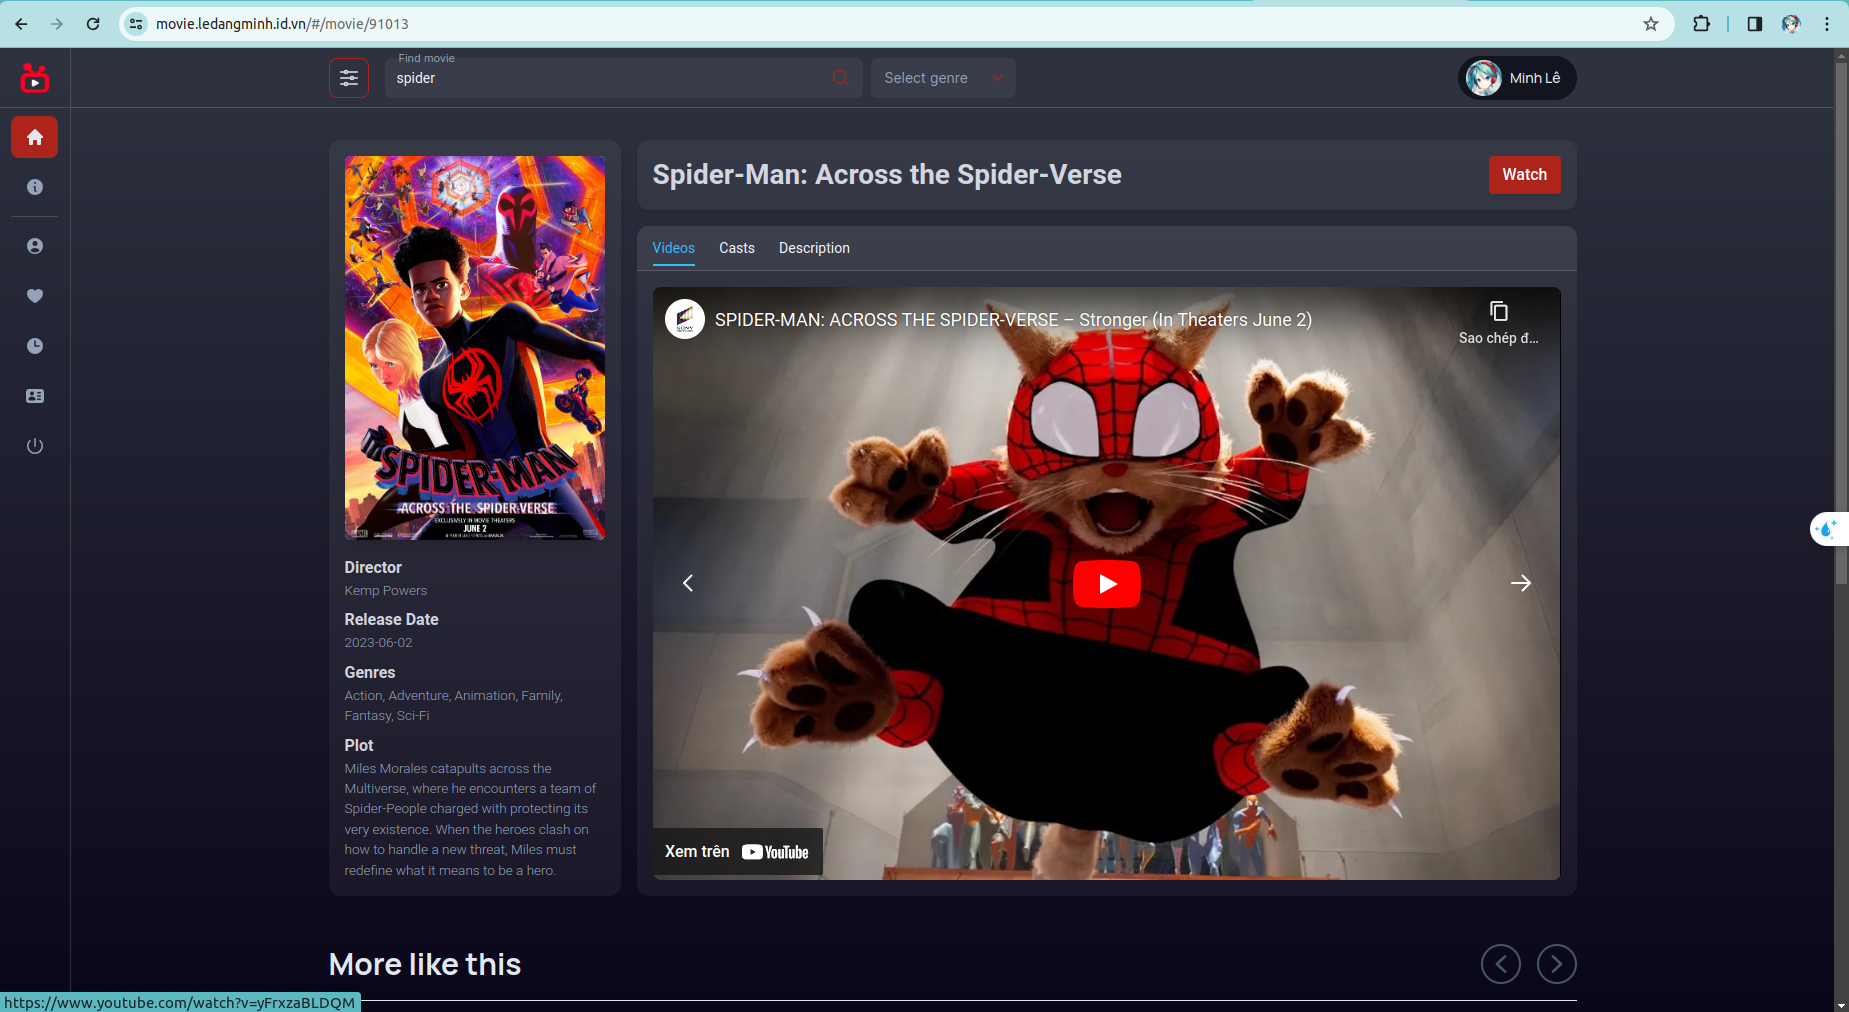 movie.ledangminh.id.vn/#/movie/91013
Find movie
spider
Select genre
Minh Lê
SPIDER-MAN
ACROSS THE SPIDER-VERSE
EXCLUSIVELY IN MOVIE THEATERS
JUNE 2
Director
Kemp Powers
Release Date
2023-06-02
Genres
Action, Adventure, Animation, Family,
Fantasy, Sci-Fi
Plot
Miles Morales catapults across the
Multiverse, where he encounters a team of
Spider-People charged with protecting its
very existence. When the heroes clash on
how to handle a new threat, Miles must
redefine what it means to be a hero.
Spider-Man: Across the Spider-Verse
Watch
Videos Casts Description
SONY
SPIDER-MAN: ACROSS THE SPIDER-VERSE – Stronger (In Theaters June 2)
Sao chép đ...
Xem trên YouTube
More like this
https://www.youtube.com/watch?v=yFrxzaBLDQM